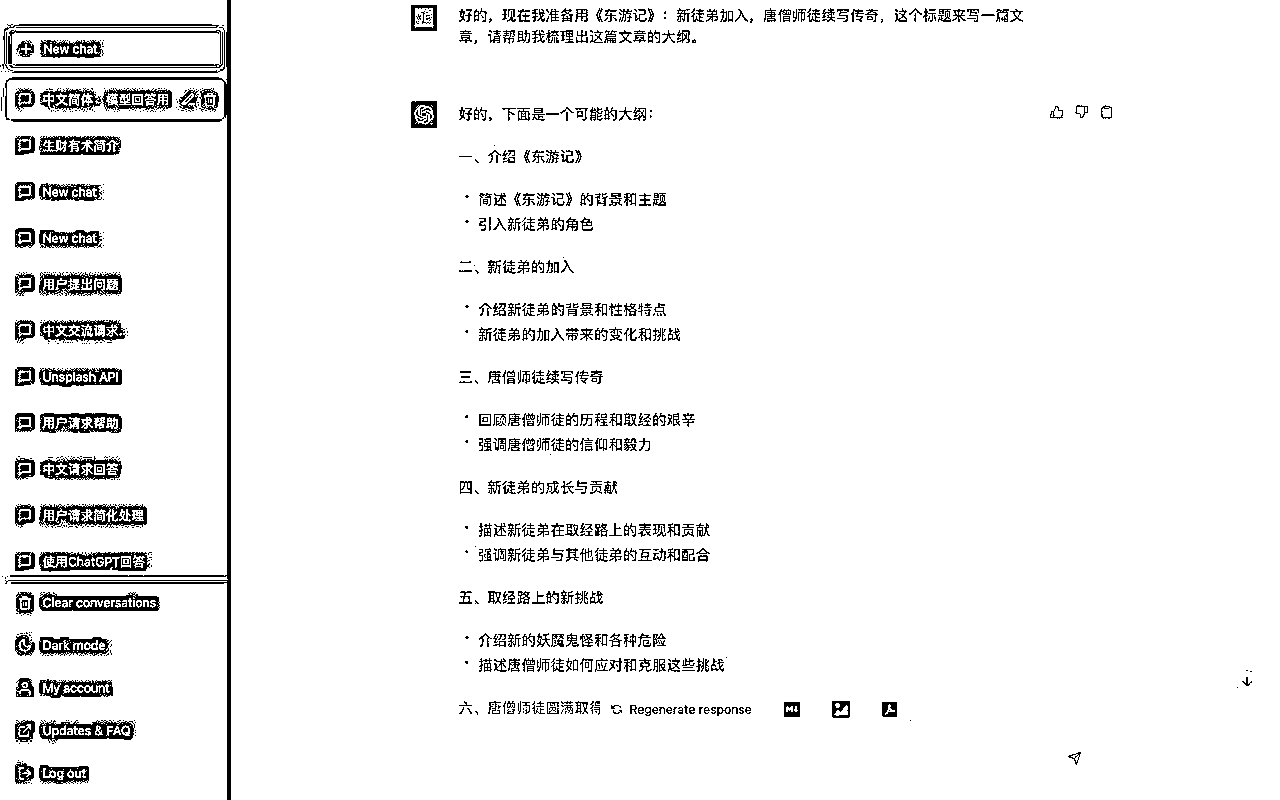 New chat
中文简体，模型回答用
生财有术简介
New chat
New chat
用户提出问题
中文交流请求.
Unsplash API
用户请求帮助
中文请求回答
用户请求简化处理
使用ChatGPT回答
Clear conversations
Dark mode
My account
Updates & FAQ
Log out
好的，现在我准备用《东游记》：新徒弟加入，唐僧师徒续写传奇，这个标题来写一篇文
章，请帮助我梳理出这篇文章的大纲。
好的，下面是一个可能的大纲：
一、介绍《东游记》
• 简述《东游记》的背景和主题
• 引入新徒弟的角色
二、新徒弟的加入
• 介绍新徒弟的背景和性格特点
• 新徒弟的加入带来的变化和挑战
三、唐僧师徒续写传奇
• 回顾唐僧师徒的历程和取经的艰辛
• 强调唐僧师徒的信仰和毅力
四、新徒弟的成长与贡献
• 描述新徒弟在取经路上的表现和贡献
• 强调新徒弟与其他徒弟的互动和配合
五、取经路上的新挑战
• 介绍新的妖魔鬼怪和各种危险
• 描述唐僧师徒如何应对和克服这些挑战
六、唐僧师徒圆满取得
Regenerate response